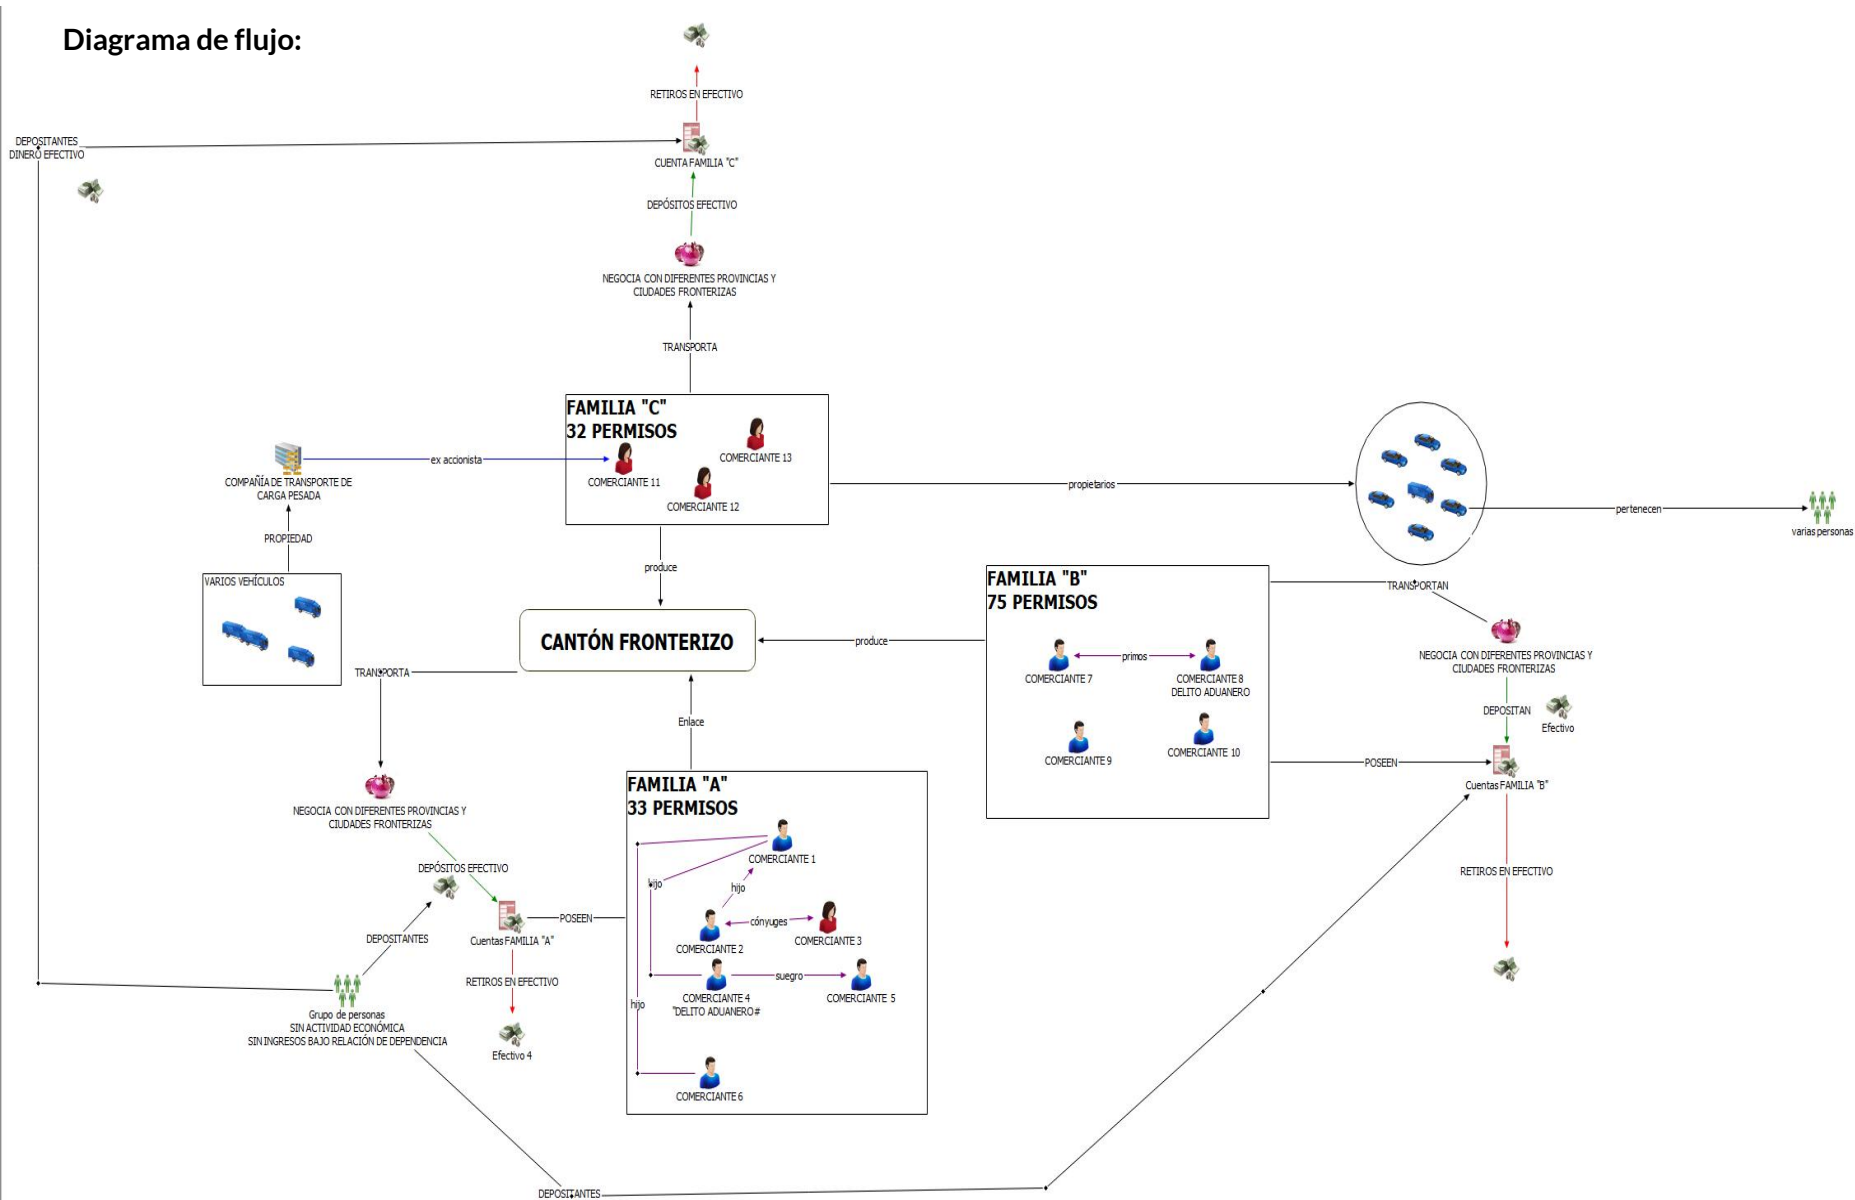 Diagrama de flujo:
RETIROS EN EFECTIVO
DEPOSITANTES
DINERO EFECTIVO
CUENTA FAMILIA "C"
DEPÓSITOS EFECTIVO
NEGOCIA CON DIFERENTES PROVINCIAS Y
CIUDADES FRONTERIZAS
TRANSPORTA
FAMILIA "C"
32 PERMISOS
COMERCIANTE 13
COMERCIANTE 11
COMERCIANTE 12
ex accionista
COMPAÑÍA DE TRANSPORTE DE
CARGA PESADA
PROPIEDAD
VARIOS VEHÍCULOS
propietarios
pertenecen
varias personas
produce
CANTÓN FRONTERIZO
produce
FAMILIA "B"
75 PERMISOS
COMERCIANTE 7
primos
COMERCIANTE 8
DELITO ADUANERO
COMERCIANTE 9
COMERCIANTE 10
TRANSPORTAN
NEGOCIA CON DIFERENTES PROVINCIAS Y
CIUDADES FRONTERIZAS
DEPOSITAN
Efectivo
POSEEN
Cuentas FAMILIA "B"
RETIROS EN EFECTIVO
TRANSPORTA
Enlace
NEGOCIA CON DIFERENTES PROVINCIAS Y
CIUDADES FRONTERIZAS
DEPÓSITOS EFECTIVO
DEPOSITANTES
Cuentas FAMILIA "A"
POSEEN
RETIROS EN EFECTIVO
Efectivo 4
Grupo de personas
SIN ACTIVIDAD ECONÓMICA
SIN INGRESOS BAJO RELACIÓN DE DEPENDENCIA
FAMILIA "A"
33 PERMISOS
COMERCIANTE 1
hijo
hijo
cónyuges
COMERCIANTE 2
COMERCIANTE 3
suegro
COMERCIANTE 4
"DELITO ADUANERO#
COMERCIANTE 5
hijo
COMERCIANTE 6
DEPOSITANTES